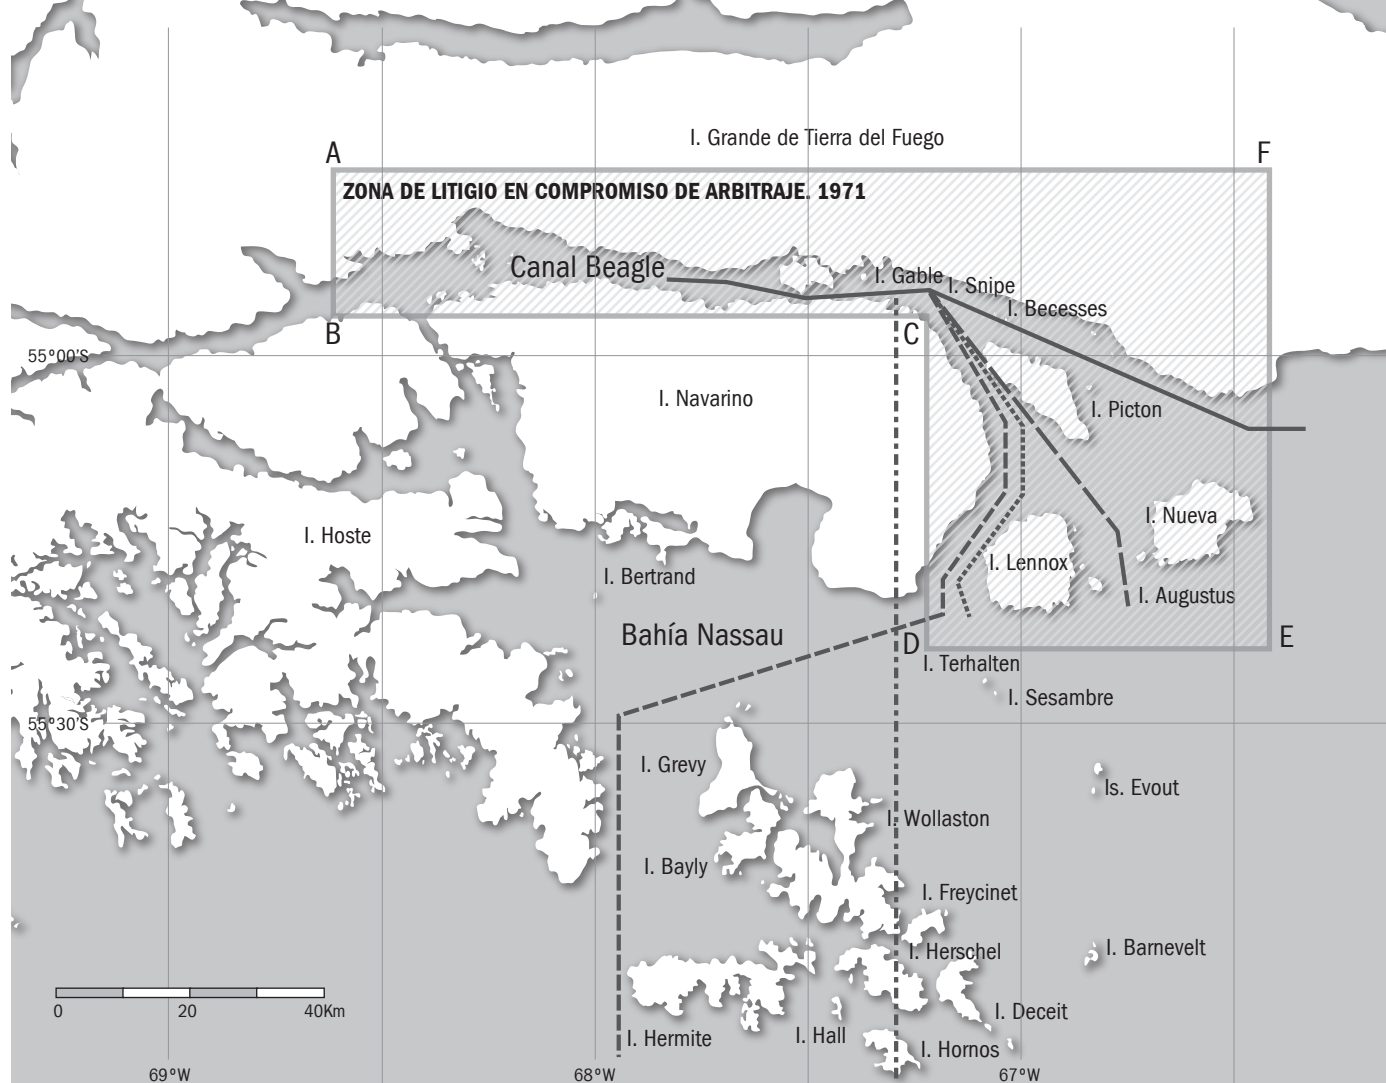 I. Grande de Tierra del Fuego
A
F
ZONA DE LITIGIO EN COMPROMISO DE ARBITRAJE. 1971
Canal Beagle
I. Gable
I. Snipe
I. Becesses
B
C
55°00'S
I. Navarino
I. Picton
I. Hoste
I. Nueva
I. Lennox
I. Bertrand
I. Augustus
Bahía Nassau
D
E
I. Terhalten
I. Sesambre
55°30'S
I. Grevy
Is. Evout
I. Wollaston
I. Bayly
I. Freycinet
I. Herschel
I. Barnevelt
0
20
40Km
I. Deceit
I. Hermite
I. Hall
I. Hornos
69°W
68°W
67°W